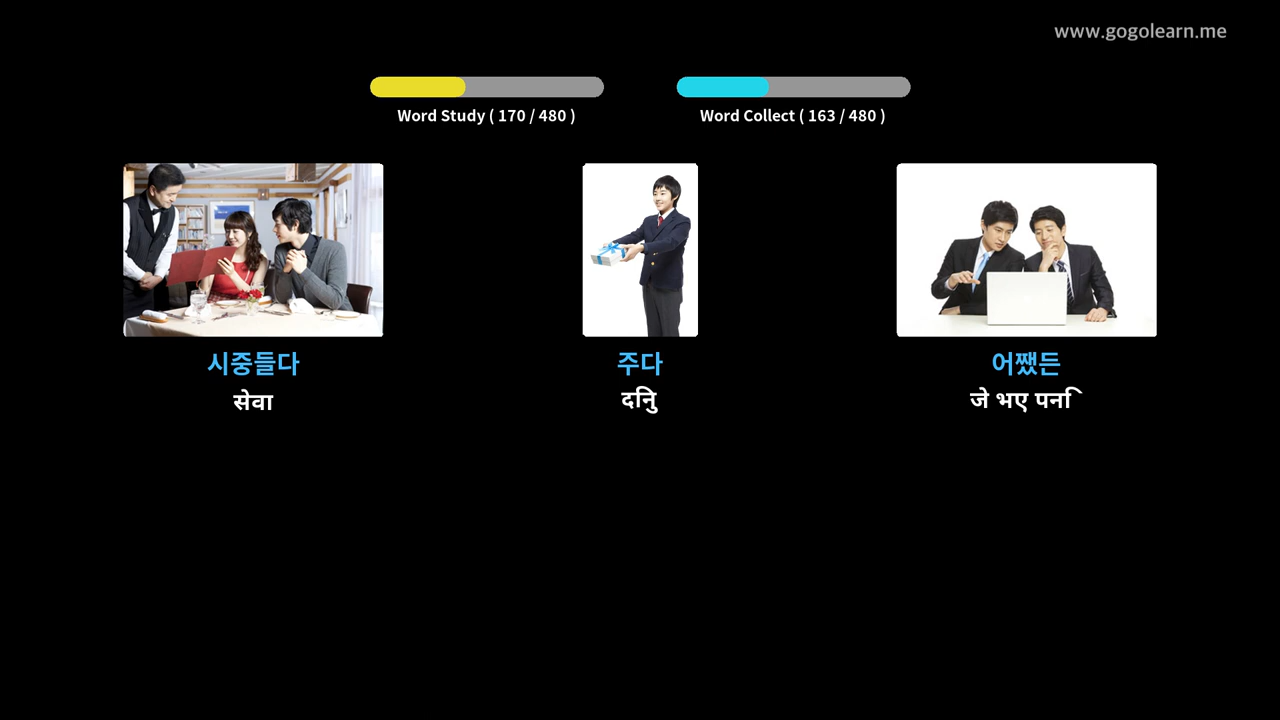 www.gogolearn.me
Word Study ( 170 / 480 )
Word Collect ( 163 / 480 )
시중들다
주다
어쨌든
सेवा
दिनु
जे भए पनि